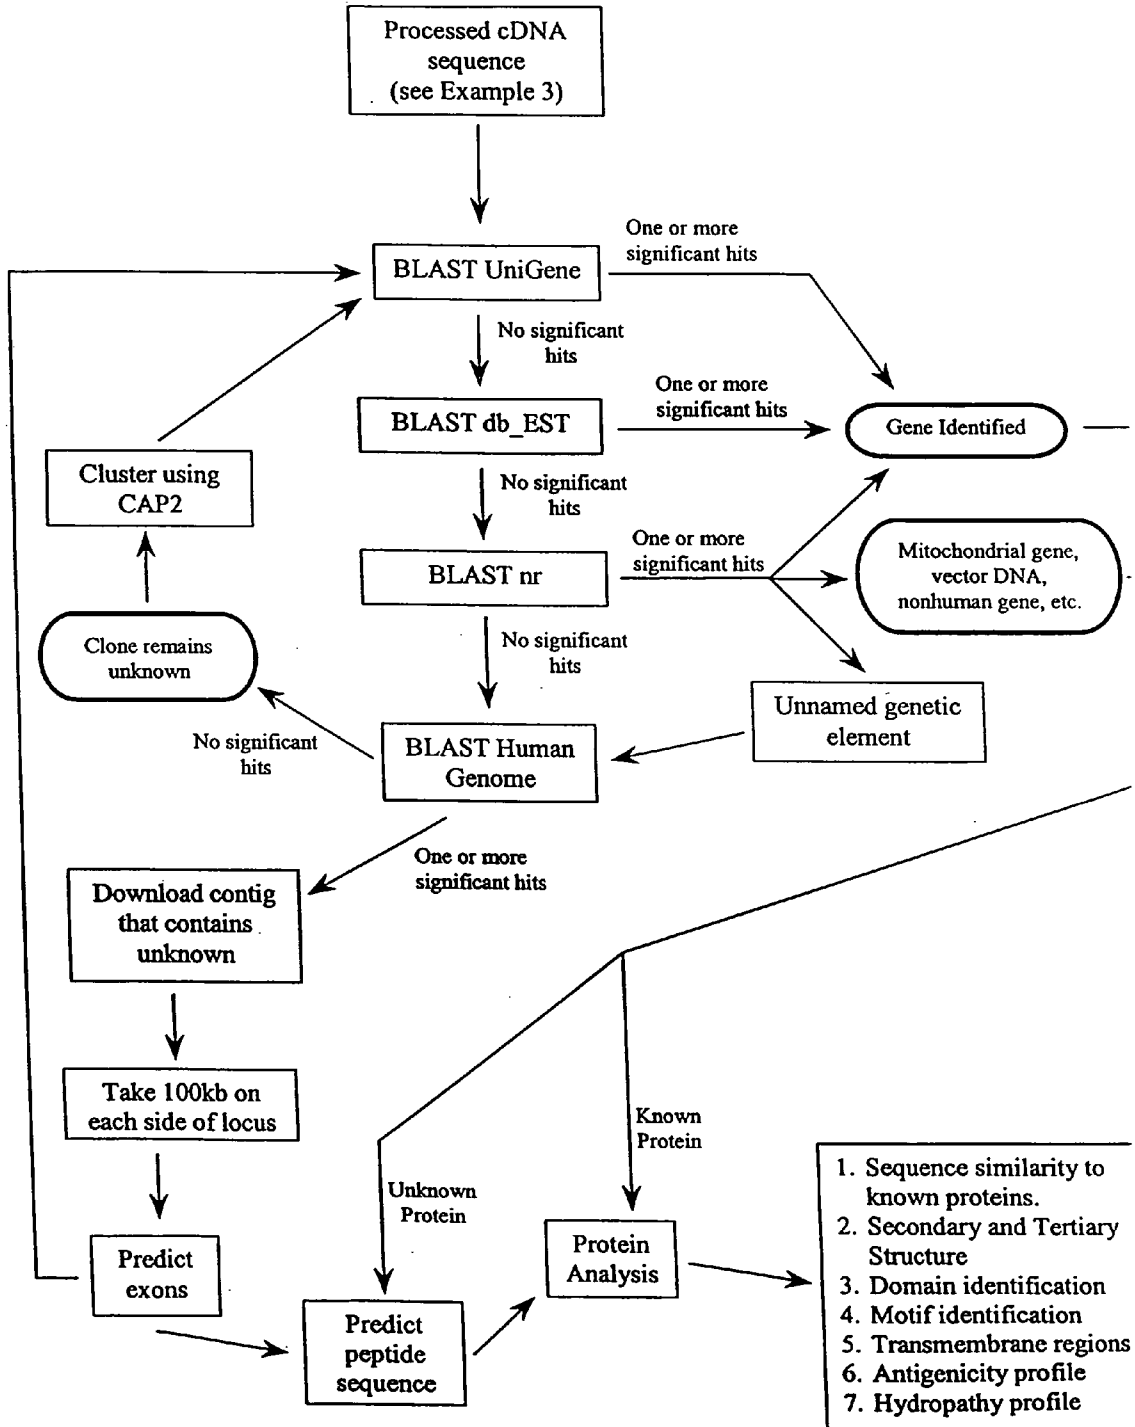 Processed cDNA
sequence
(see Example 3)
One or more
significant hits
BLAST UniGene
No significant
hits
One or more
significant hits
BLAST db_EST
Gene Identified
Cluster using
CAP2
No significant
hits
One or more
significant hits
BLAST nr
Mitochondrial gene,
vector DNA,
nonhuman gene, etc.
Clone remains
unknown
No significant
hits
Unnamed genetic
element
No significant
hits
BLAST Human
Genome
One or more
significant hits
Download contig
that contains
unknown
Take 100kb on
each side of locus
Known
Protein
Unknown
Protein
Predict
exons
Protein
Analysis
Predict
peptide
sequence
1. Sequence similarity to
known proteins.
2. Secondary and Tertiary
Structure
3. Domain identification
4. Motif identification
5. Transmembrane regions
6. Antigenicity profile
7. Hydropathy profile